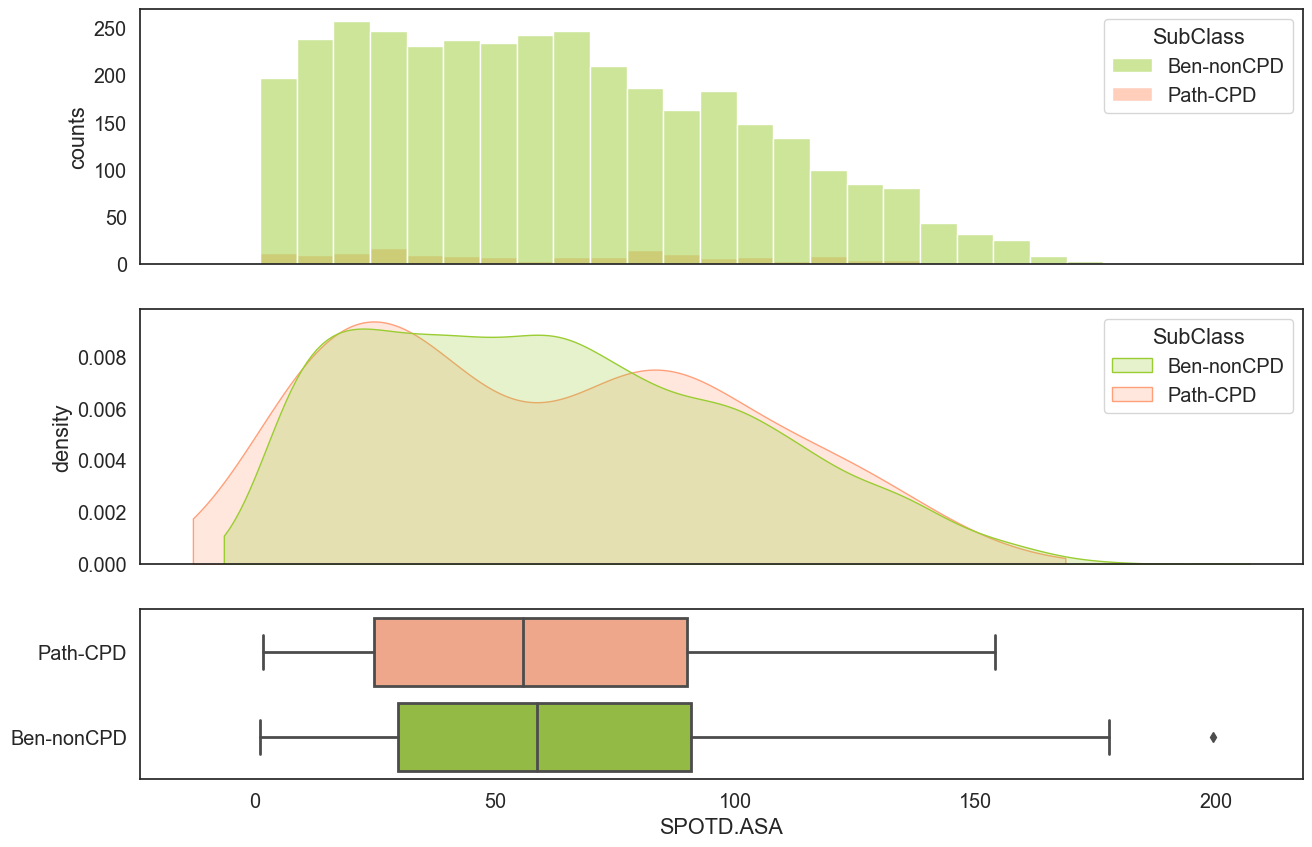 250
200
150
100
50
0
counts
SubClass
Ben-nonCPD
Path-CPD
0.008
0.006
0.004
0.002
0.000
density
SubClass
Ben-nonCPD
Path-CPD
Path-CPD
Ben-nonCPD
0 50 100 150 200
SPOTD.ASA